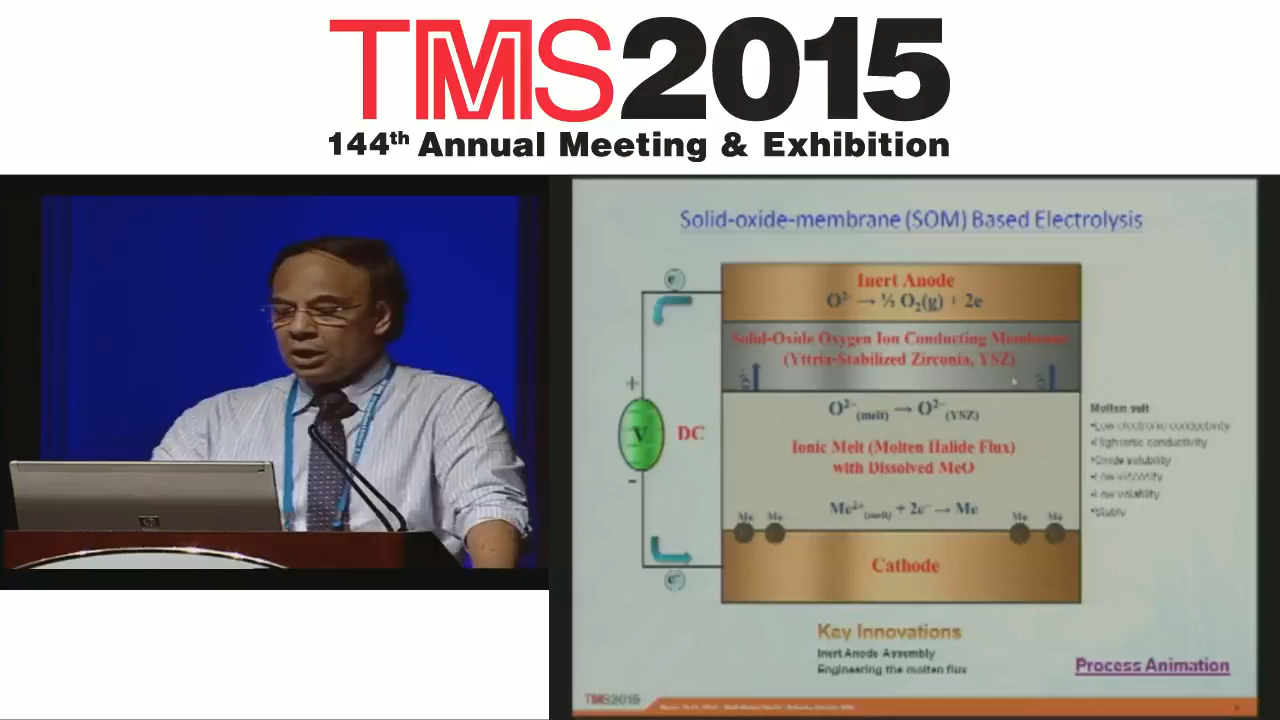 TMS2015
144th Annual Meeting & Exhibition
Solid-oxide-membrane (SOM) Based Electrolysis
e⁻
Inert Anode
O²⁻ → ½ O₂(g) + 2e
Solid-Oxide Oxygen Ion Conducting Membrane
(Yttria-Stabilized Zirconia, YSZ)
O²⁻ O²⁻
+
V
DC
-
O²⁻(melt) → O²⁻(YSZ)
Ionic Melt (Molten Halide Flux)
with Dissolved MeO
Me²⁺(melt) + 2e⁻ → Me
Me Me Me Me
Cathode
e⁻
Molten salt
•Low electronic conductivity
•High ionic conductivity
•Oxide solubility
•Low viscosity
•Low volatility
Key Innovations
Inert Anode Assembly
Engineering the molten flux
Process Animation
TMS2015
hp